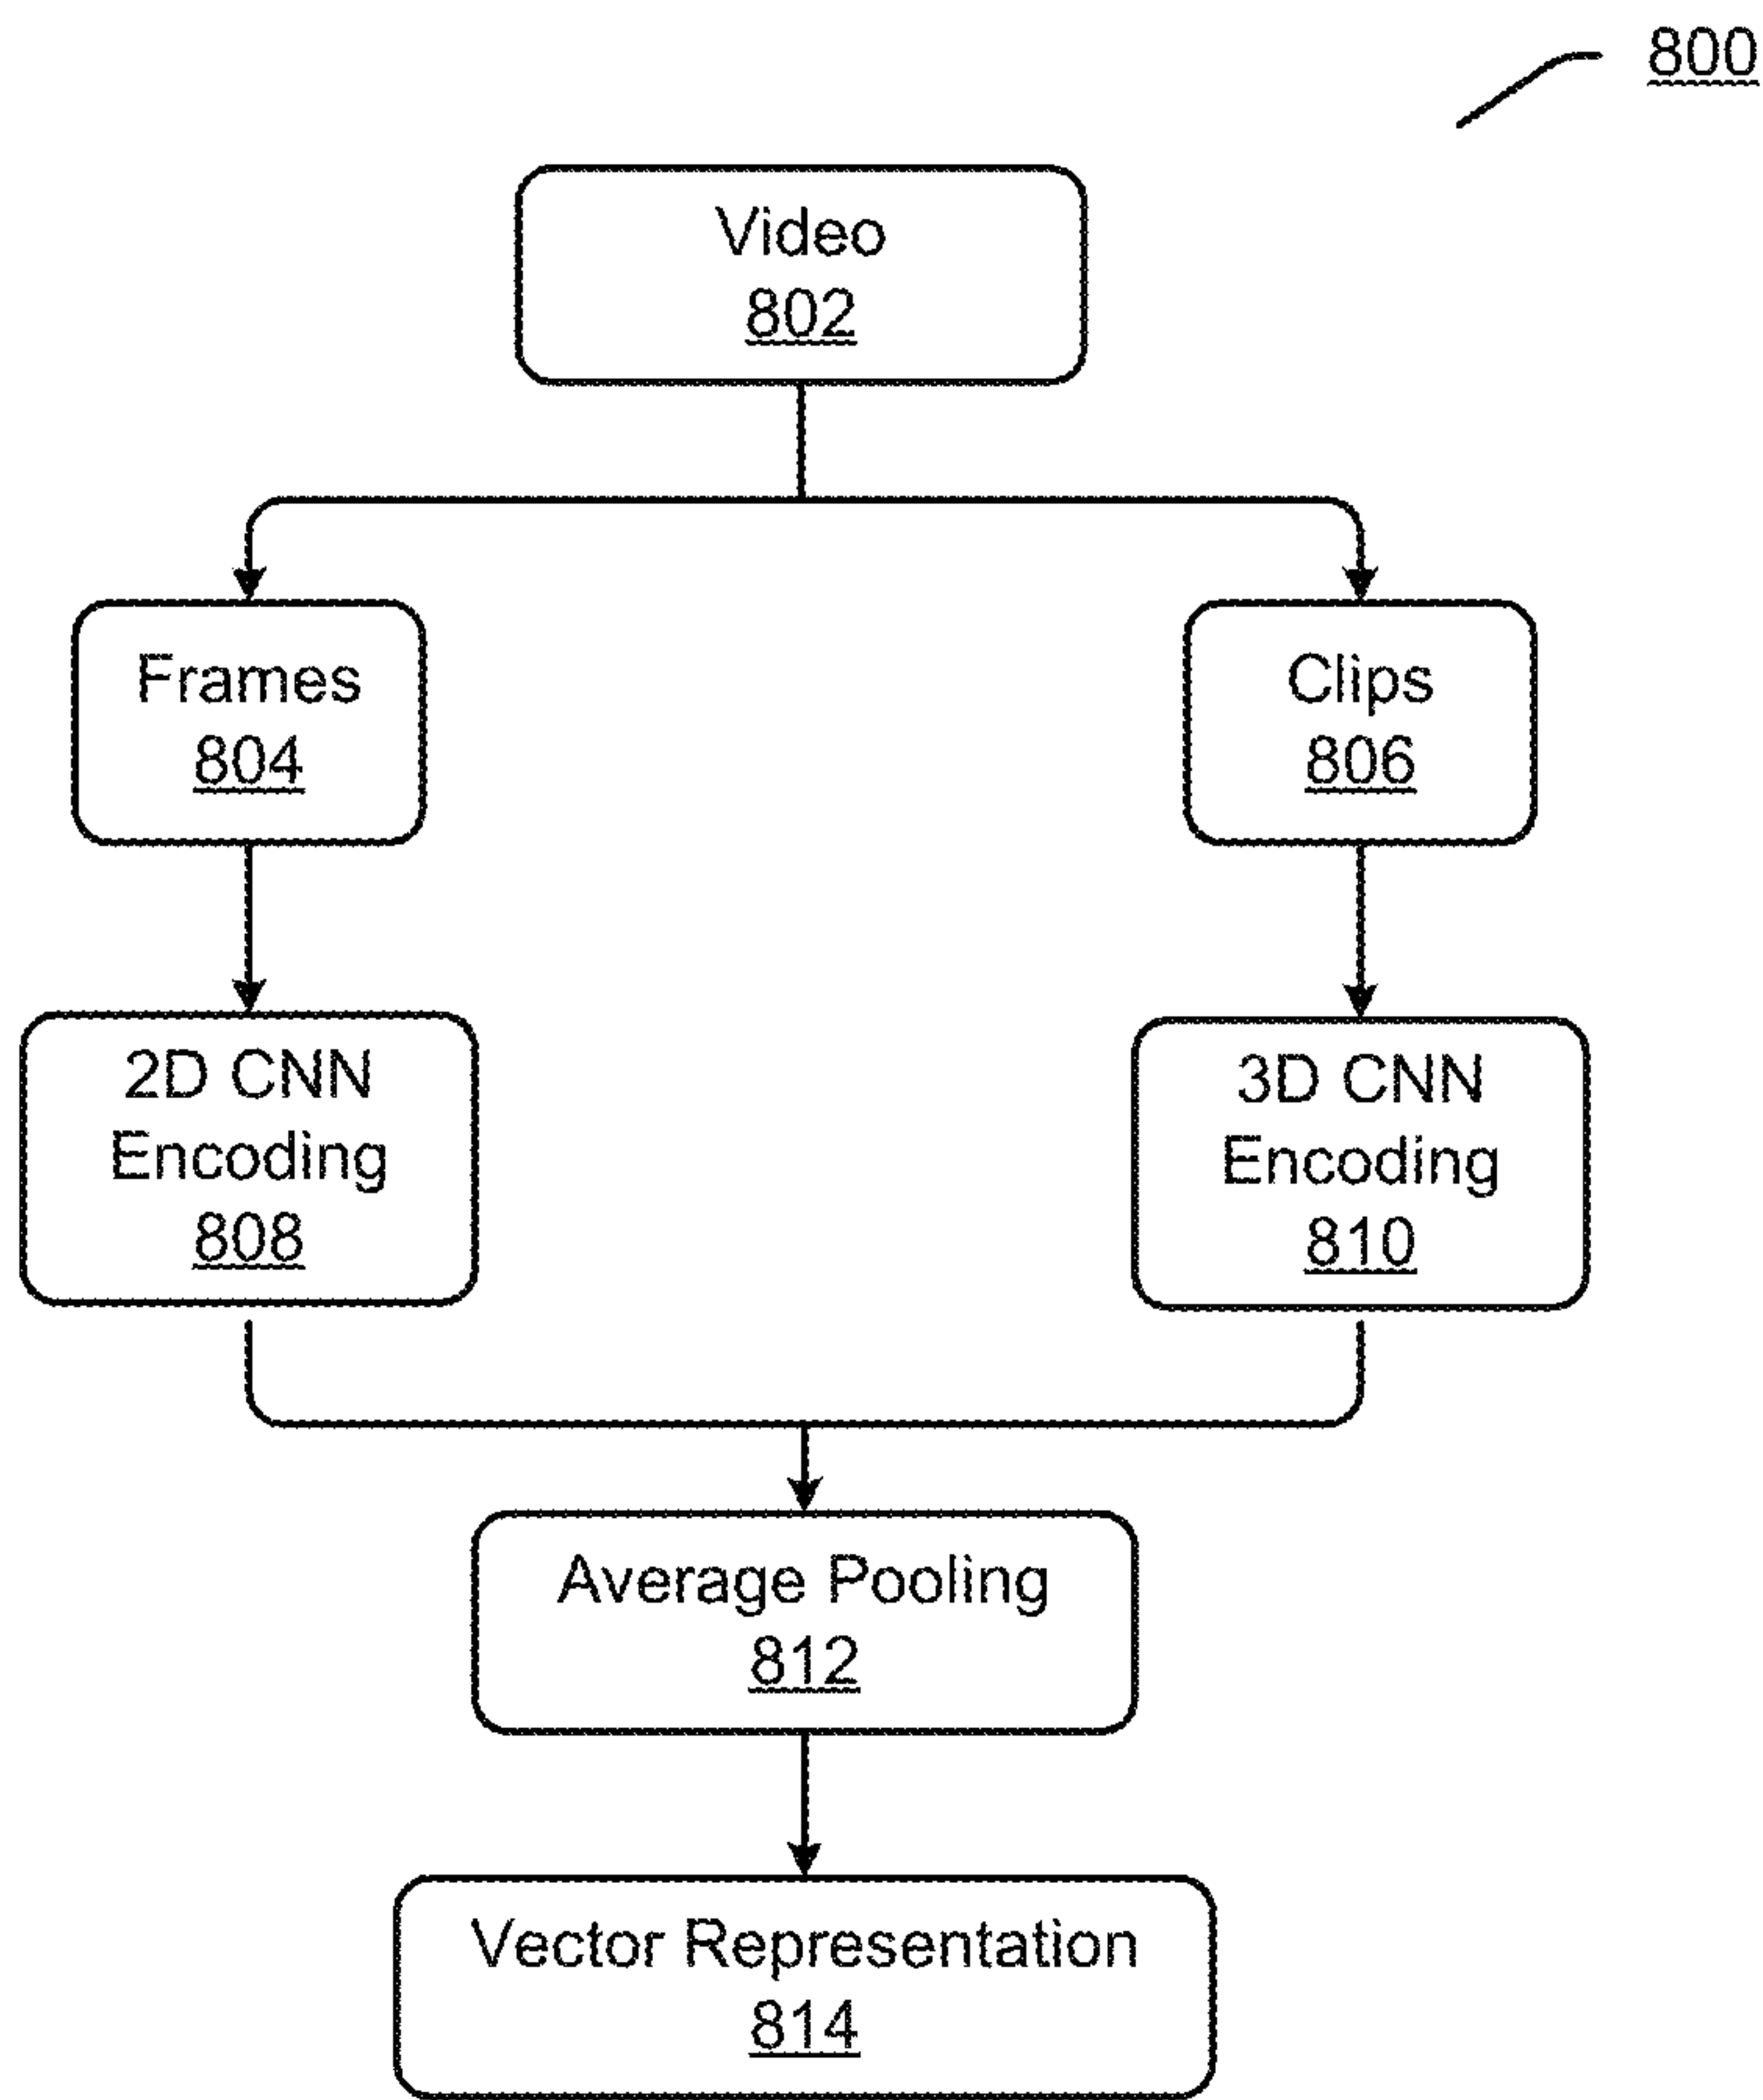 800
Video
802
Frames
804
Clips
806
2D CNN
Encoding
808
3D CNN
Encoding
810
Average Pooling
812
Vector Representation
814